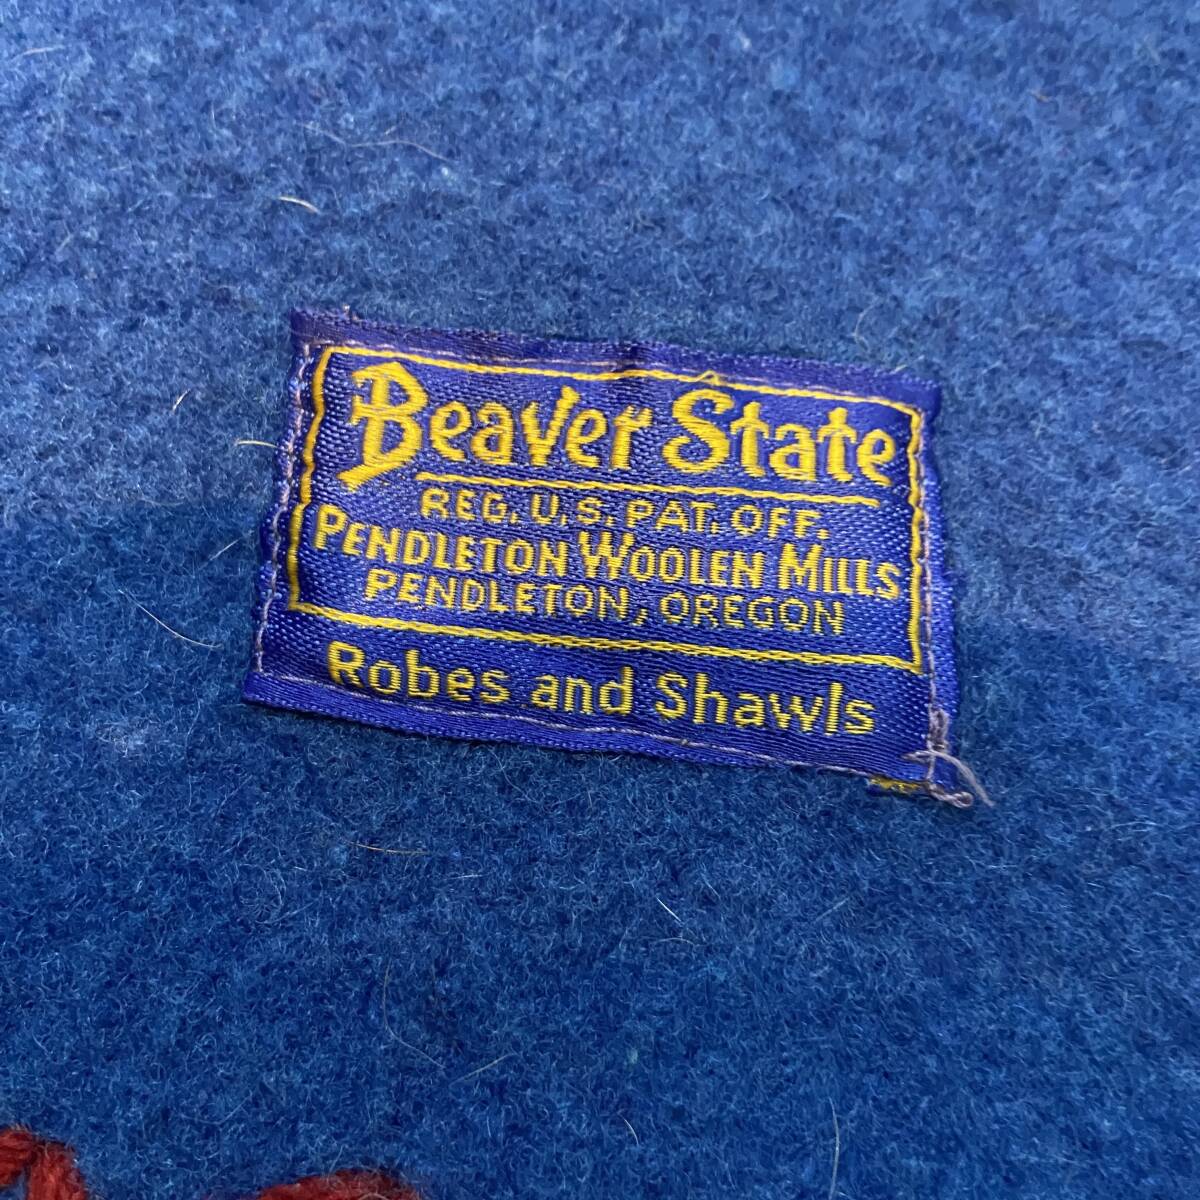 Beaver State
REG. U.S. PAT. OFF.
PENDLETON WOOLEN MILLS
PENDLETON, OREGON
Robes and Shawls